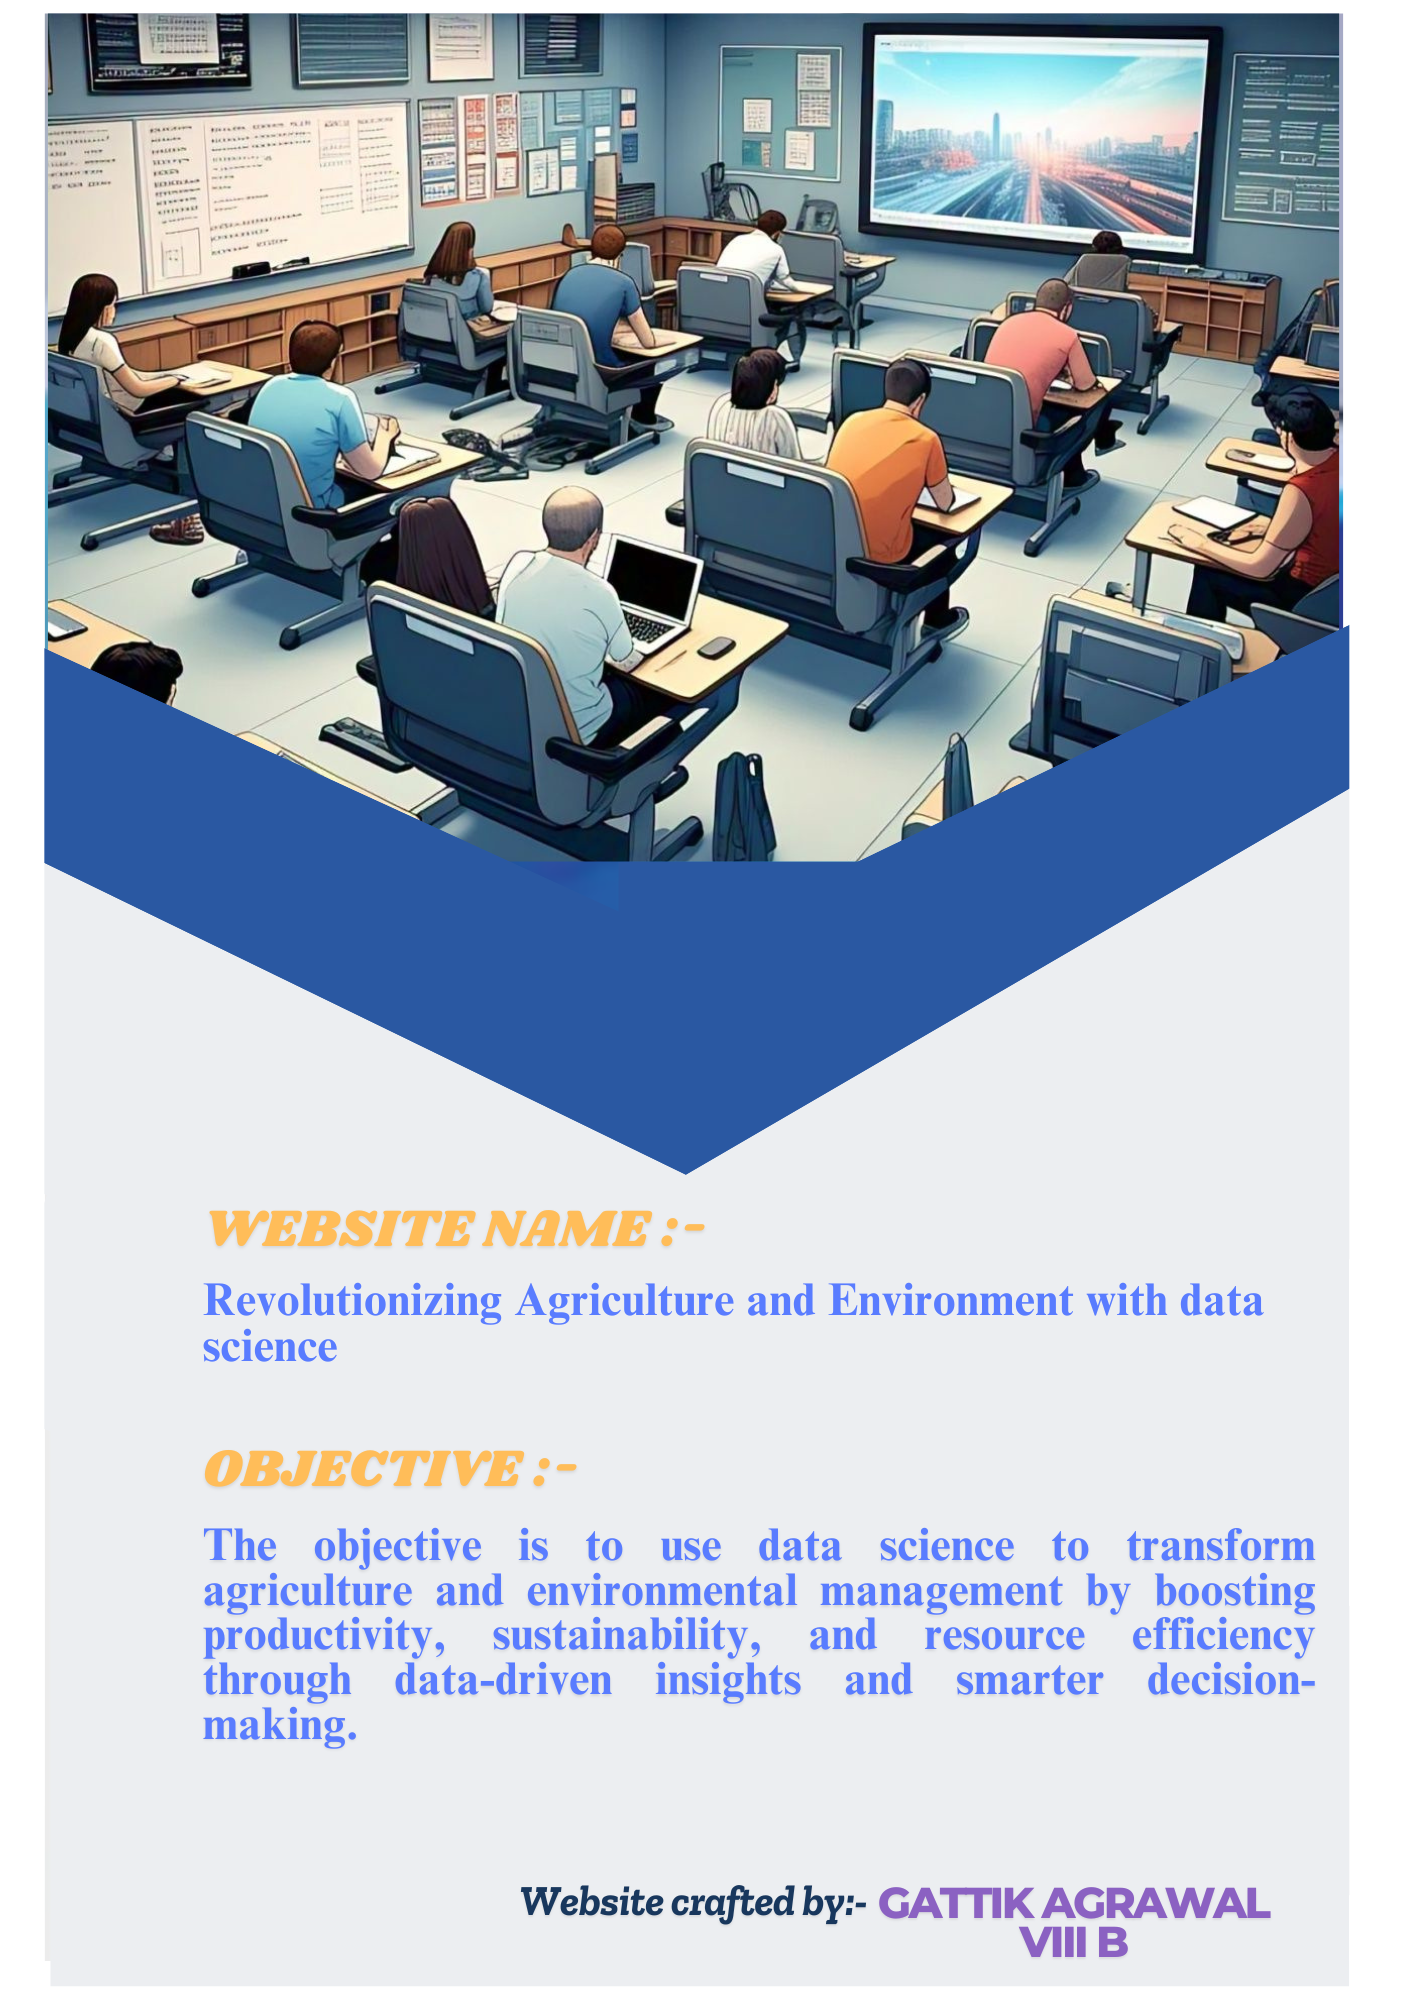 WEBSITE NAME :-
Revolutionizing Agriculture and Environment with data
science
OBJECTIVE :-
The objective is to use data science to transform
agriculture and environmental management by boosting
productivity, sustainability, and resource efficiency
through data-driven insights and smarter decision-
making.
Website crafted by:- GATTIK AGRAWAL
VIII B